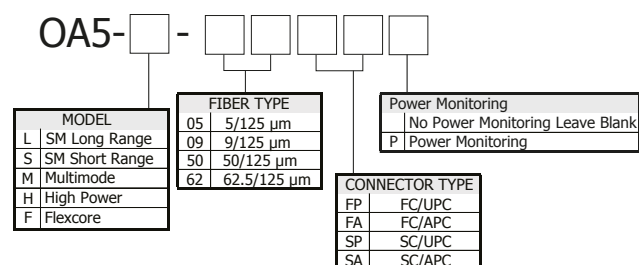 OA5- -
MODEL
L SM Long Range
S SM Short Range
M Multimode
H High Power
F Flexcore
FIBER TYPE
05 5/125 µm
09 9/125 µm
50 50/125 µm
62 62.5/125 µm
CONNECTOR TYPE
FP FC/UPC
FA FC/APC
SP SC/UPC
SA SC/APC
Power Monitoring
No Power Monitoring Leave Blank
P Power Monitoring